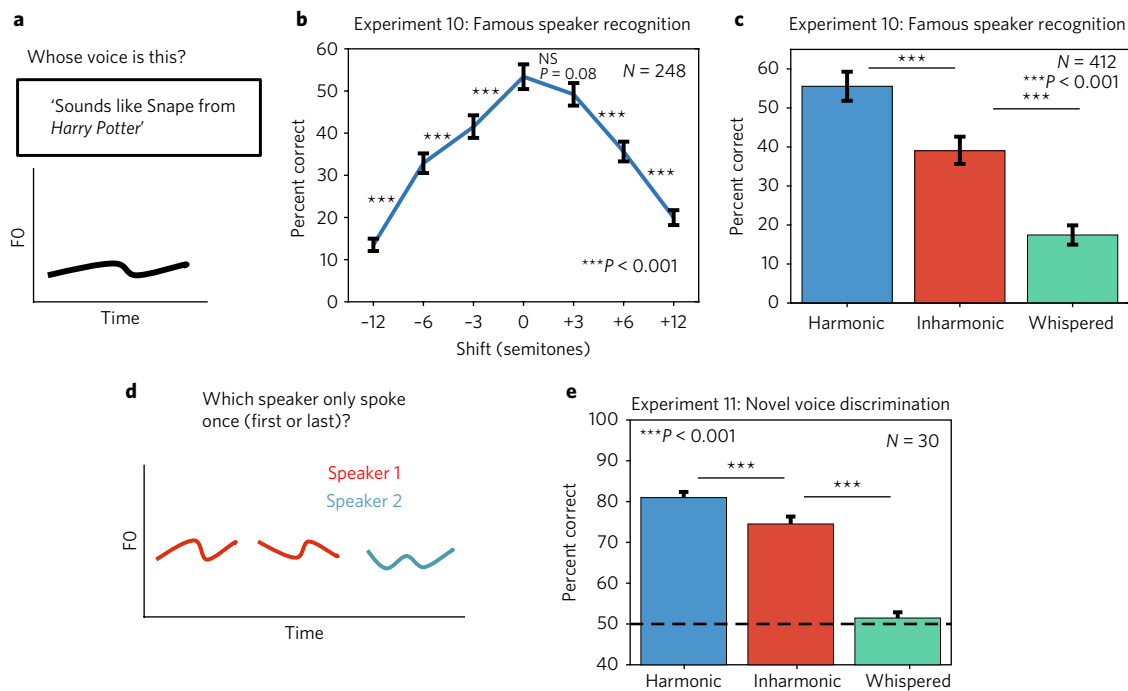 a
Whose voice is this?
‘Sounds like Snape from
Harry Potter’
F0
Time
b
Experiment 10: Famous speaker recognition
Percent correct
60
50
40
30
20
10
0
***
***
***
NS
P = 0.08
***
***
N = 248
***P < 0.001
–12
–6
–3
0
+3
+6
+12
Shift (semitones)
c
Experiment 10: Famous speaker recognition
Percent correct
60
50
40
30
20
10
0
***
***
N = 412
***P < 0.001
Harmonic
Inharmonic
Whispered
d
Which speaker only spoke
once (first or last)?
Speaker 1
Speaker 2
F0
Time
e
Experiment 11: Novel voice discrimination
Percent correct
100
90
80
70
60
50
40
***P < 0.001
N = 30
***
***
Harmonic
Inharmonic
Whispered